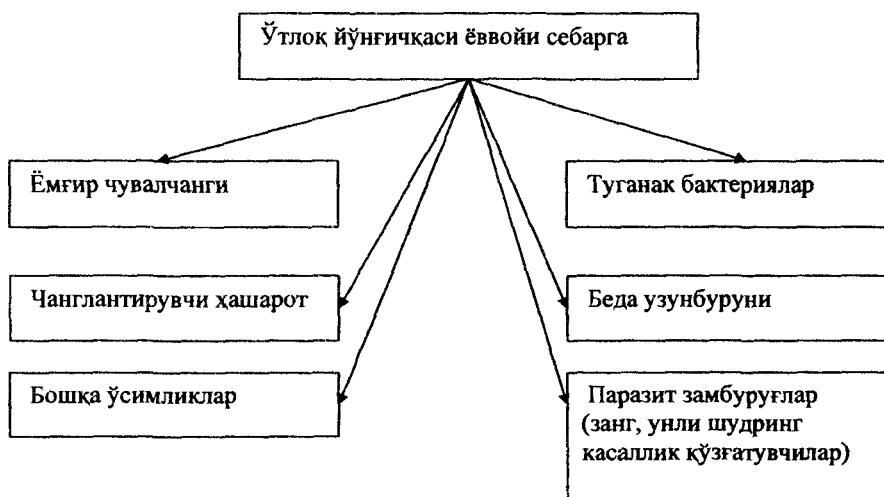 Ўтлоқ йўнғичқаси ёввойи себарга
Ёмғир чувалчанги
Туганак бактериялар
Чанглантирувчи ҳашарот
Беда узунбуруни
Бошқа ўсимликлар
Паразит замбуруғлар
(занг, унли шудринг
касаллик қўзғатувчилар)